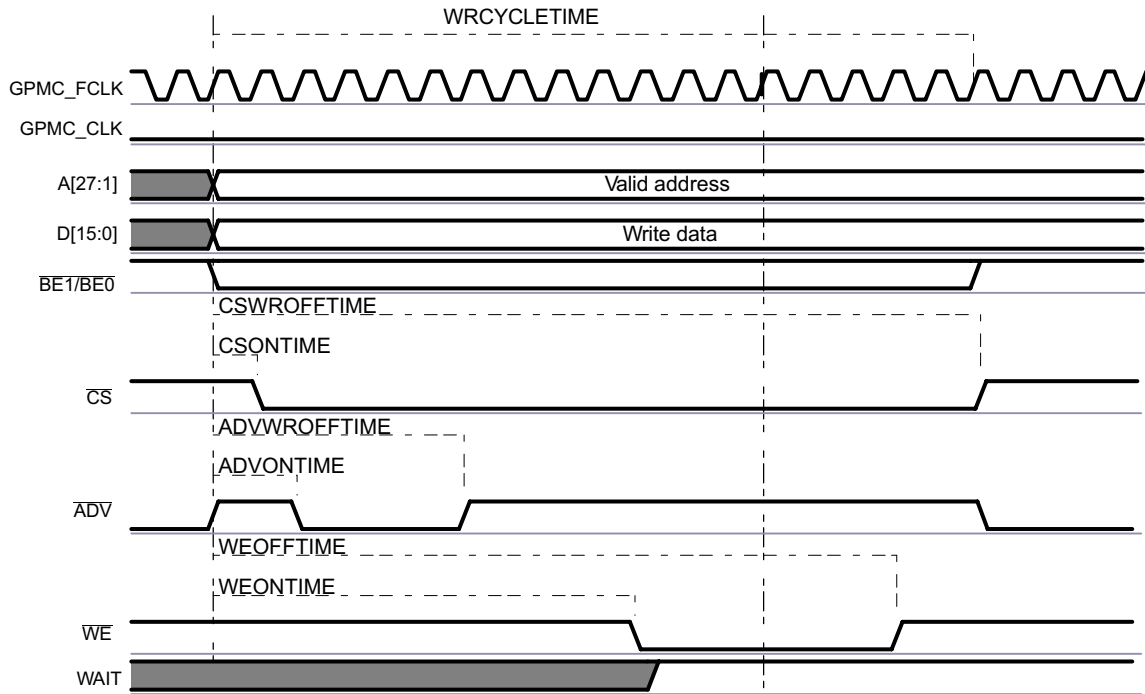 WRCYCLETIME
GPMC_FCLK
GPMC_CLK
A[27:1]
Valid address
D[15:0]
Write data
BE1/BE0
CSWROFFTIME
CSONTIME
CS
ADVWROFFTIME
ADVONTIME
ADV
WEOFFTIME
WEONTIME
WE
WAIT